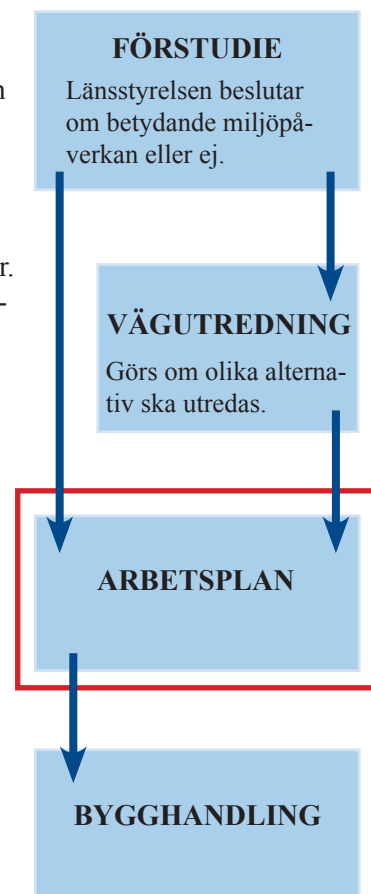 FÖRSTUDIE
Länsstyrelsen beslutar
om betydande miljöpå-
verkan eller ej.
VÄGUTREDNING
Görs om olika alterna-
tiv ska utredas.
ARBETSPLAN
BYGGHANDLING